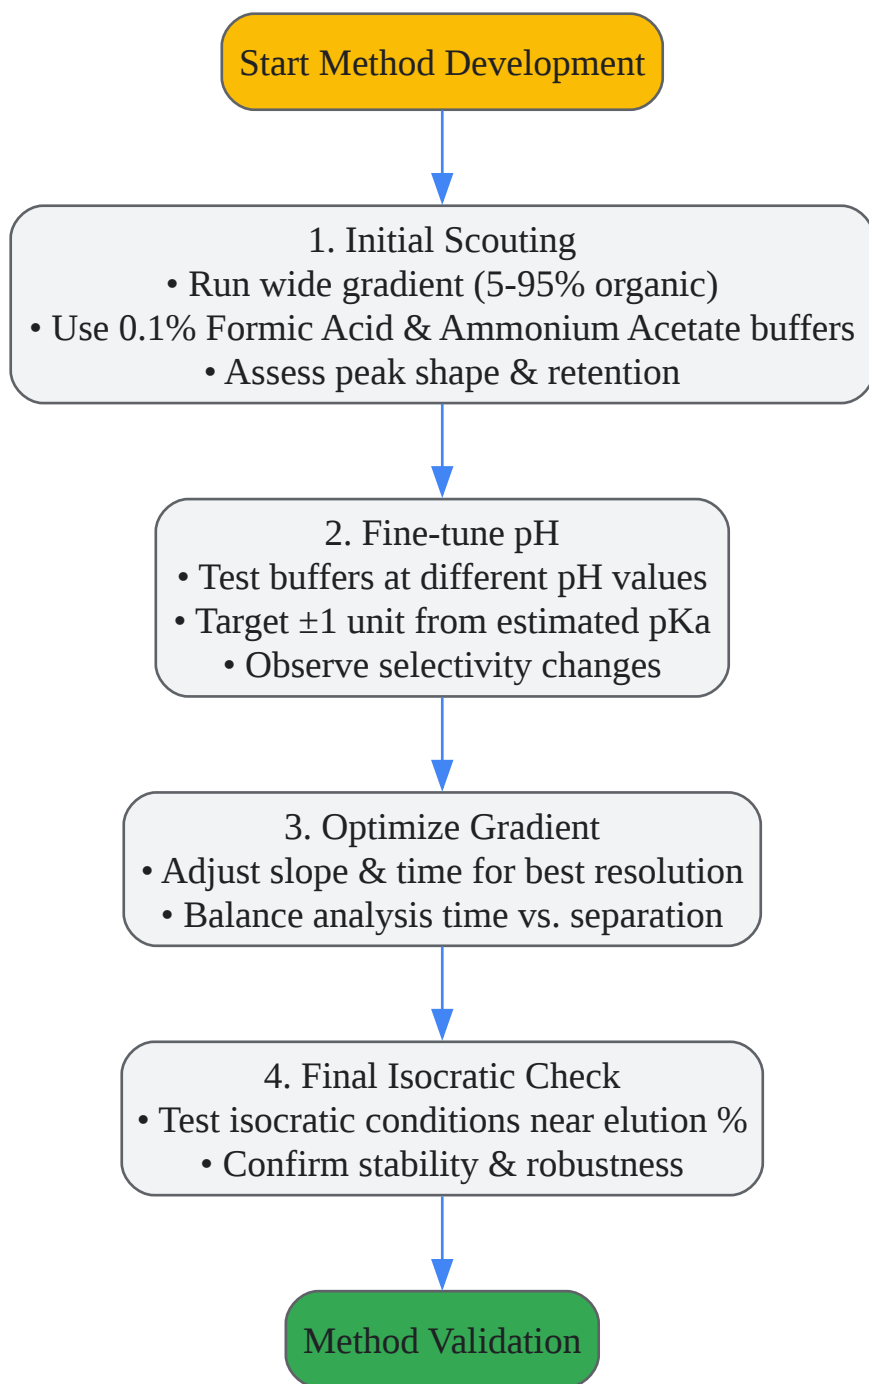 Start Method Development
1. Initial Scouting
• Run wide gradient (5-95% organic)
• Use 0.1% Formic Acid & Ammonium Acetate buffers
• Assess peak shape & retention
2. Fine-tune pH
• Test buffers at different pH values
• Target ±1 unit from estimated pKa
• Observe selectivity changes
3. Optimize Gradient
• Adjust slope & time for best resolution
• Balance analysis time vs. separation
4. Final Isocratic Check
• Test isocratic conditions near elution %
• Confirm stability & robustness
Method Validation